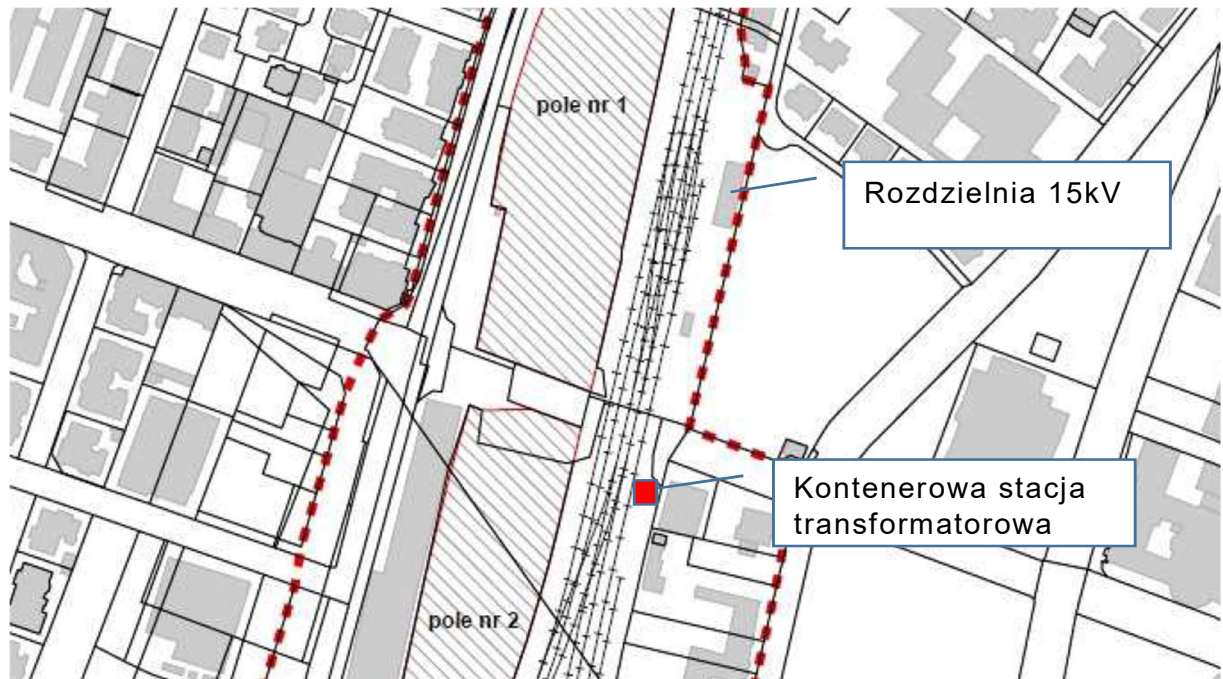 pole nr 1
Rozdzielnia 15kV
Kontenerowa stacja
transformatorowa
pole nr 2